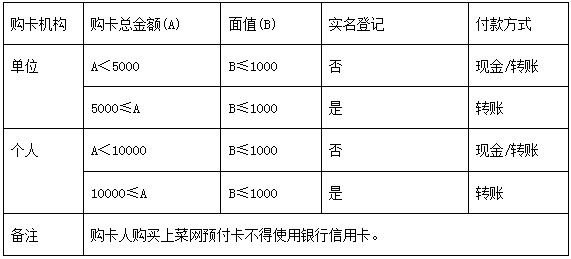 购卡机构 购卡总金额(A) 面值(B) 实名登记 付款方式
单位 A＜5000 B≤1000 否 现金/转账
5000≤A B≤1000 是 转账
个人 A＜10000 B≤1000 否 现金/转账
10000≤A B≤1000 是 转账
备注 购卡人购买上菜网预付卡不得使用银行信用卡。